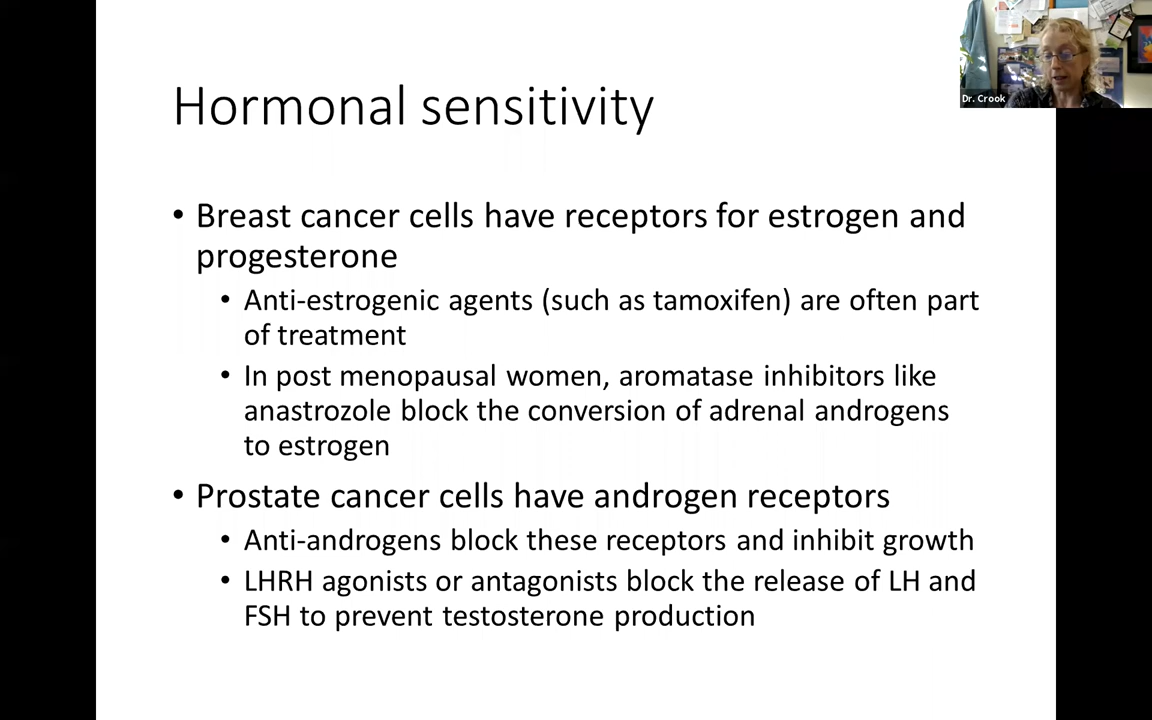 Dr. Crook
Hormonal sensitivity
• Breast cancer cells have receptors for estrogen and
progesterone
• Anti-estrogenic agents (such as tamoxifen) are often part
of treatment
• In post menopausal women, aromatase inhibitors like
anastrozole block the conversion of adrenal androgens
to estrogen
• Prostate cancer cells have androgen receptors
• Anti-androgens block these receptors and inhibit growth
• LHRH agonists or antagonists block the release of LH and
FSH to prevent testosterone production